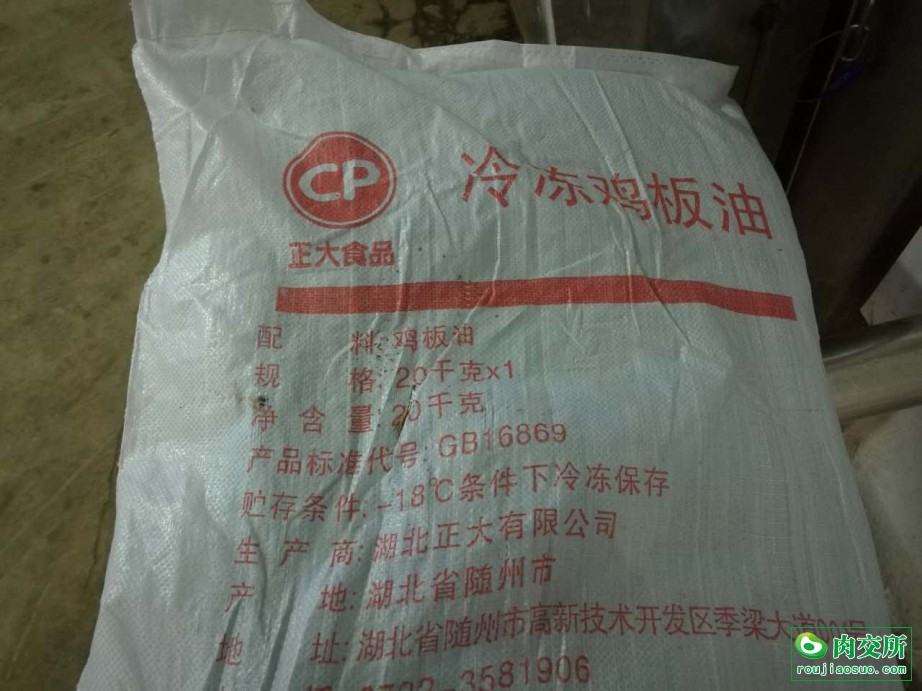 CP
冷冻鸡板油
正大食品
配料:鸡板油
规格:20千克x1
净含量:20千克
产品标准代号:GB16869
贮存条件:-18℃条件下冷冻保存
生产商:湖北正大有限公司
产地:湖北省随州市
地址:湖北省随州市高新技术开发区季梁大道
3581906
肉交所
roujiaosuo.com